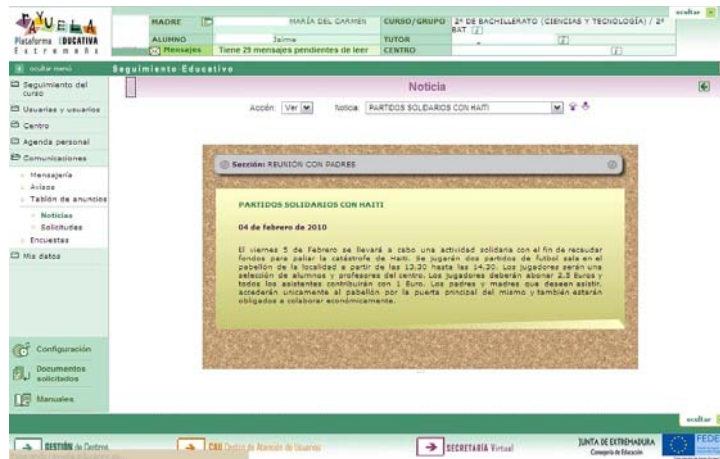 RAYUELA
Plataforma EDUCATIVA
Extremeña
MADRE MARÍA DEL CARMEN CURSO/GRUPO 2º DE BACHILLERATO (CIENCIAS Y TECNOLOGÍA) / 2º BAT
ALUMNO Jaime TUTOR
Mensajes Tiene 29 mensajes pendientes de leer CENTRO
ocultar
ocultar menú Seguimiento Educativo
Seguimiento del
curso
Usuarias y usuarios
Centro
Agenda personal
Comunicaciones
Mensajería
Avisos
Tablón de anuncios
Noticias
Solicitudes
Encuestas
Mis datos
Configuración
Documentos
solicitados
Manuales
Noticia
Acción: Ver Noticia: PARTIDOS SOLIDARIOS CON HAITI
Sección: REUNIÓN CON PADRES
PARTIDOS SOLIDARIOS CON HAITI
04 de febrero de 2010
El viernes 5 de Febrero se llevará a cabo una actividad solidaria con el fin de recaudar
fondos para paliar la catástrofe de Haití. Se jugarán dos partidos de futbol sala en el
pabellón de la localidad a partir de las 13,30 hasta las 14,30. Los jugadores serán una
selección de alumnos y profesores del centro. Los jugadores deberán abonar 2,5 Euros y
todos los asistentes contribuirán con 1 Euro. Los padres y madres que desean asistir,
accederán unicamente al pabellón por la puerta principal del mismo y también estarán
obligados a colaborar económicamente.
ocultar
GESTIÓN de Centros
CAU Centro de Atención de Usuarios
SECRETARÍA Virtual
JUNTA DE EXTREMADURA
Consejería de Educación
FEDE